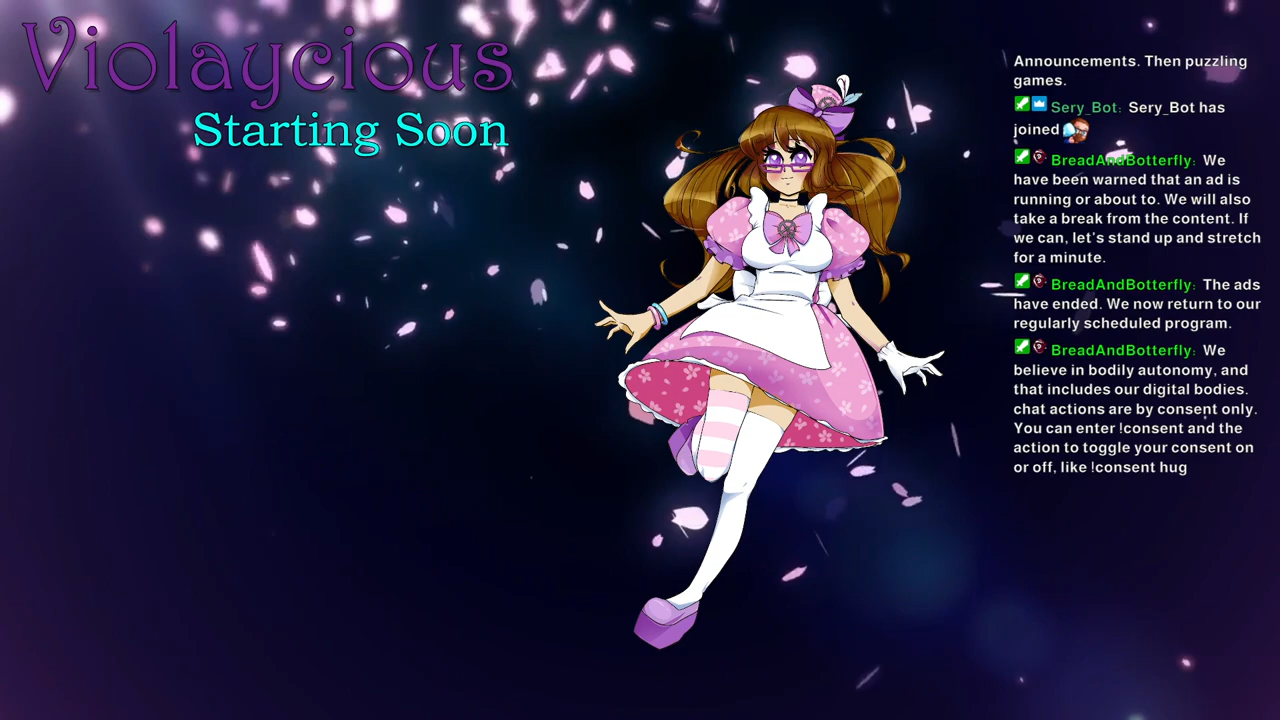 Violaycious
Starting Soon
Announcements. Then puzzling
games.
Sery_Bot: Sery_Bot has
joined
BreadAndBotterfly: We
have been warned that an ad is
running or about to. We will also
take a break from the content. If
we can, let's stand up and stretch
for a minute.
BreadAndBotterfly: The ads
have ended. We now return to our
regularly scheduled program.
BreadAndBotterfly: We
believe in bodily autonomy, and
that includes our digital bodies.
chat actions are by consent only.
You can enter !consent and the
action to toggle your consent on
or off, like !consent hug